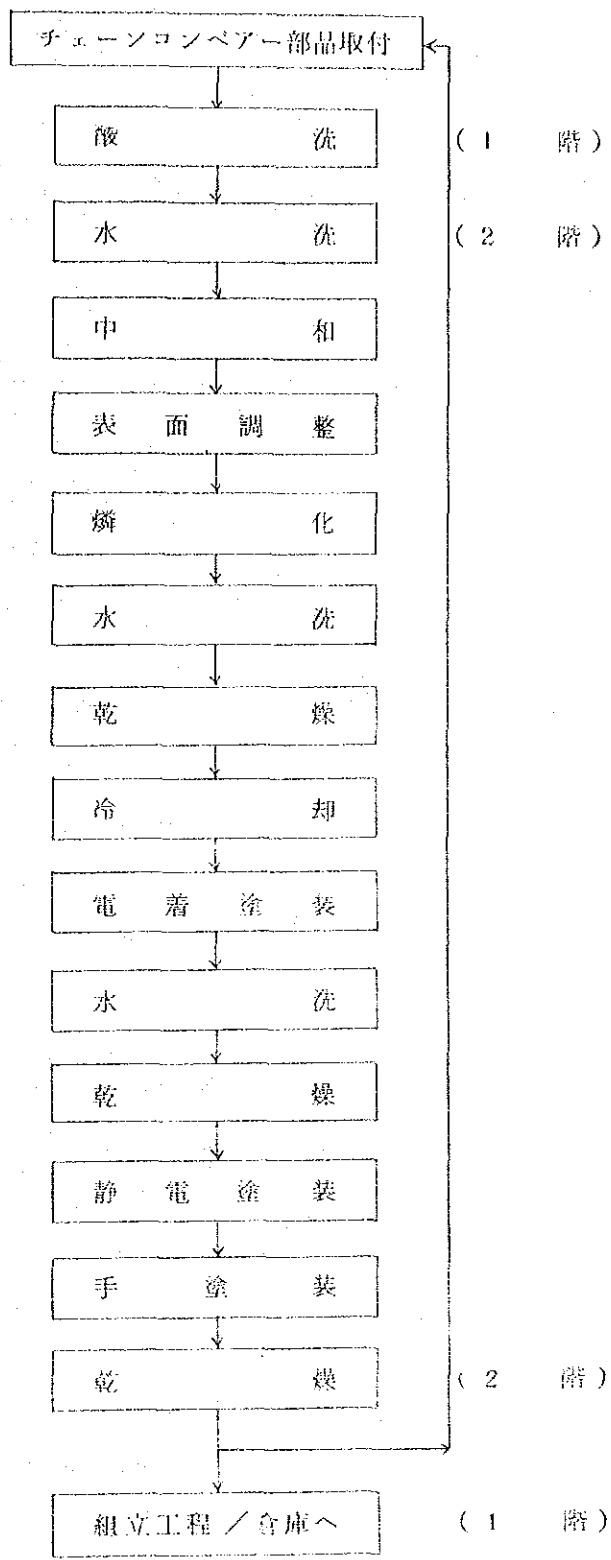 チェーンコンベアー部品取付
酸洗 (1階)
水洗 (2階)
中和
表面調整
燐化
水洗
乾燥
冷却
電着塗装
水洗
乾燥
静電塗装
手塗装
乾燥 (2階)
組立工程/倉庫へ (1階)